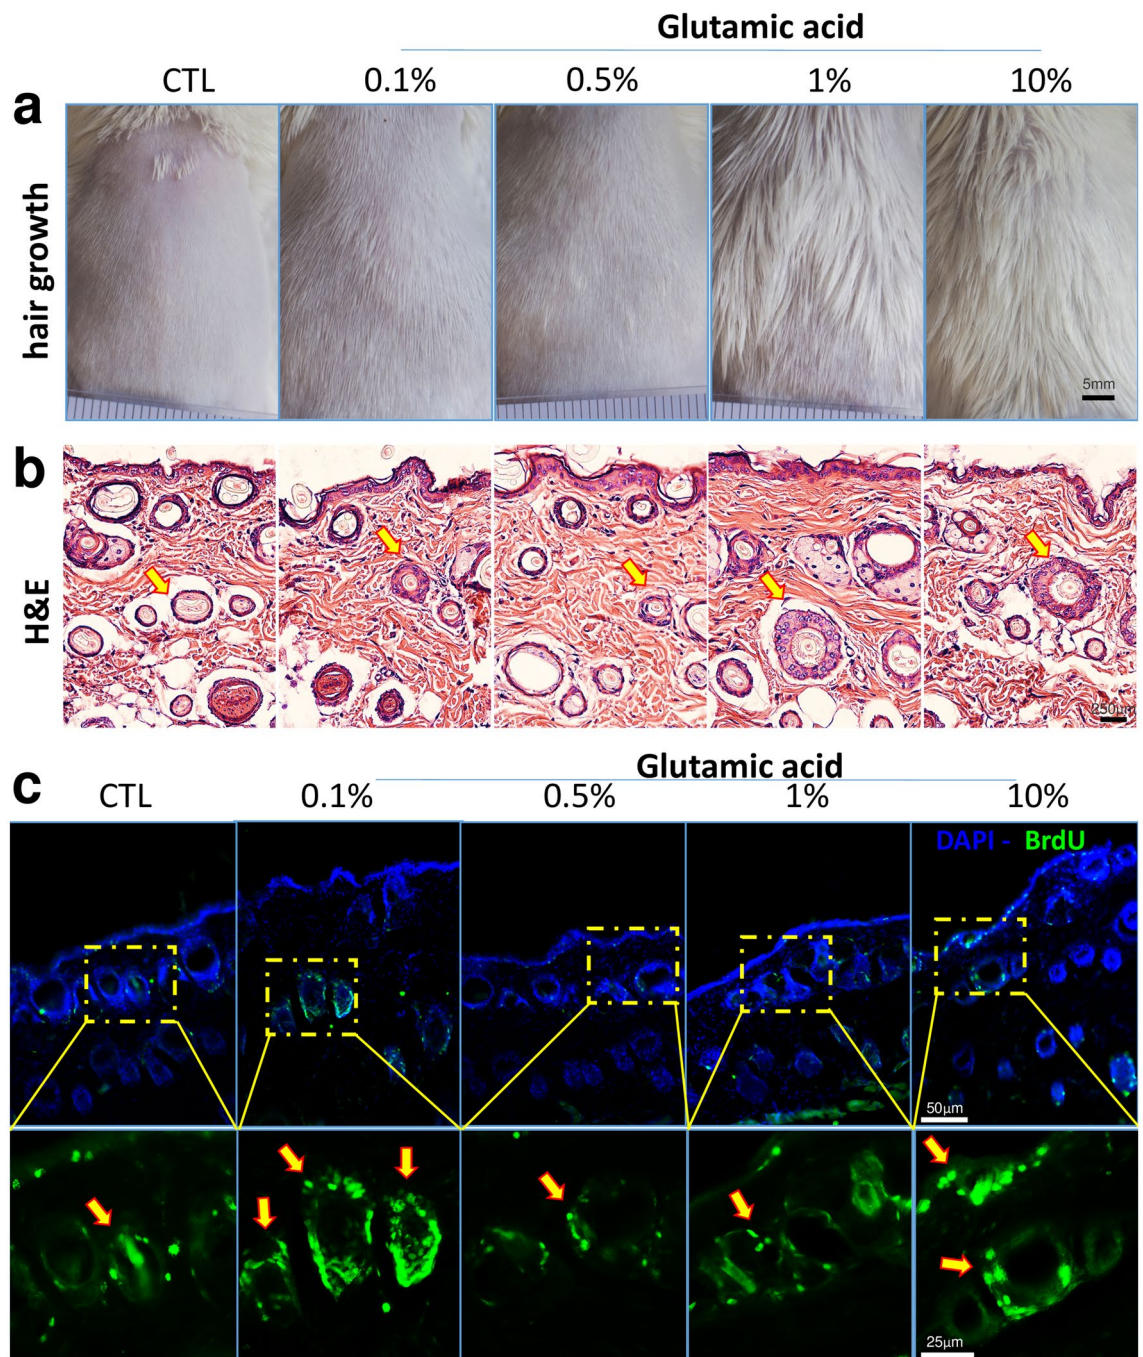 Glutamic acid
CTL 0.1% 0.5% 1% 10%
a
hair growth
5mm
b
H&E
250µm
c
Glutamic acid
CTL 0.1% 0.5% 1% 10%
DAPI - BrdU
50µm
25µm